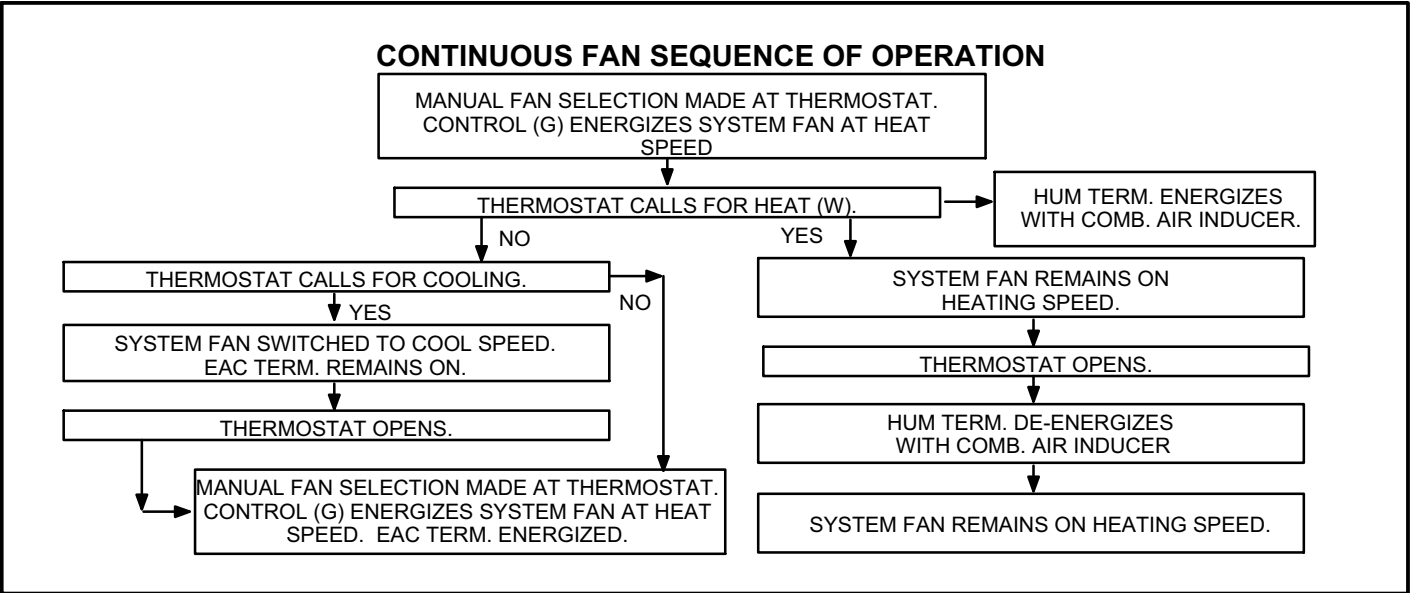 CONTINUOUS FAN SEQUENCE OF OPERATION
MANUAL FAN SELECTION MADE AT THERMOSTAT.
CONTROL (G) ENERGIZES SYSTEM FAN AT HEAT
SPEED
THERMOSTAT CALLS FOR HEAT (W).
HUM TERM. ENERGIZES
WITH COMB. AIR INDUCER.
NO
YES
THERMOSTAT CALLS FOR COOLING.
NO
YES
SYSTEM FAN SWITCHED TO COOL SPEED.
EAC TERM. REMAINS ON.
THERMOSTAT OPENS.
MANUAL FAN SELECTION MADE AT THERMOSTAT.
CONTROL (G) ENERGIZES SYSTEM FAN AT HEAT
SPEED. EAC TERM. ENERGIZED.
SYSTEM FAN REMAINS ON
HEATING SPEED.
THERMOSTAT OPENS.
HUM TERM. DE-ENERGIZES
WITH COMB. AIR INDUCER
SYSTEM FAN REMAINS ON HEATING SPEED.